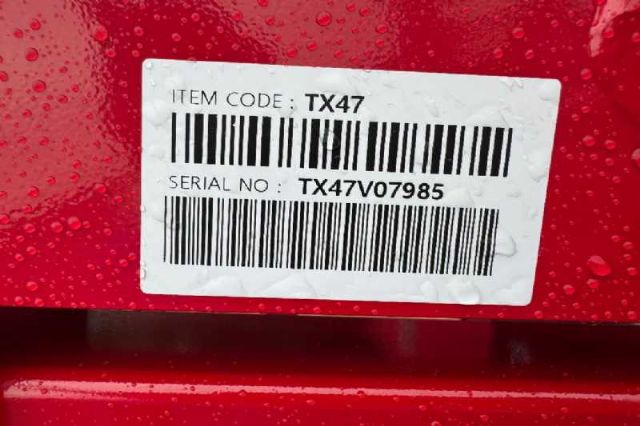 ITEM CODE : TX47
SERIAL NO : TX47V07985